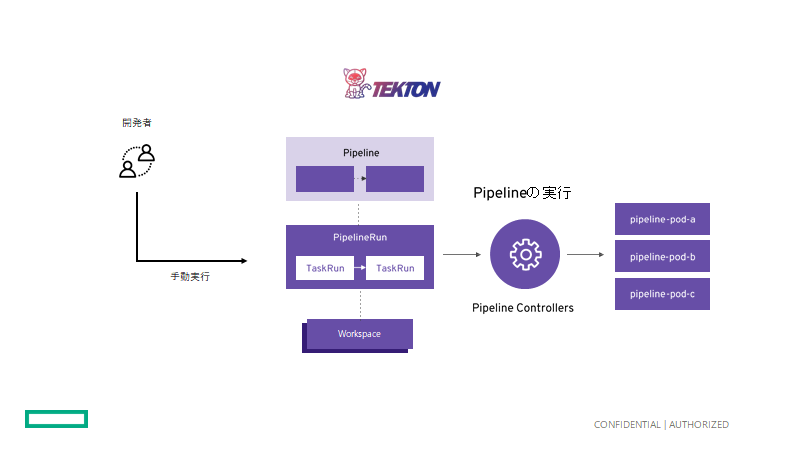 TEKTON
開発者
手動実行
Pipeline
PipelineRun
TaskRun
TaskRun
Workspace
Pipelineの実行
Pipeline Controllers
pipeline-pod-a
pipeline-pod-b
pipeline-pod-c
CONFIDENTIAL | AUTHORIZED